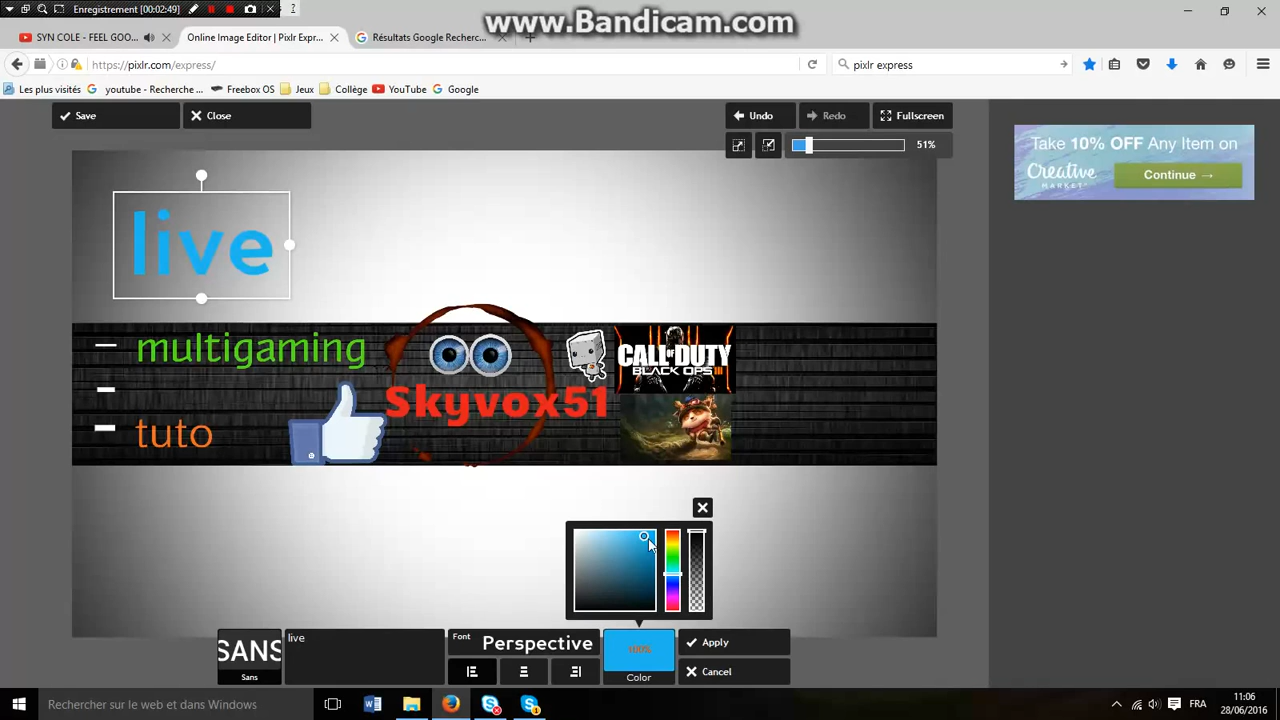 Enregistrement [00:02:49]
www.Bandicam.com
SYN COLE - FEEL GOO...
Online Image Editor | Pixlr Expr...
Résultats Google Recherc...
https://pixlr.com/express/
pixlr express
Les plus visités
youtube - Recherche ...
Freebox OS
Jeux
Collège
YouTube
Google
Save
Close
Undo
Redo
Fullscreen
51%
Take 10% OFF Any Item on
Creative MARKET
Continue →
live
multigaming
tuto
Skyvox51
CALL OF DUTY
BLACK OPS III
SANS
Sans
live
Font
Perspective
100%
Color
Apply
Cancel
Rechercher sur le web et dans Windows
FRA
11:06
28/06/2016